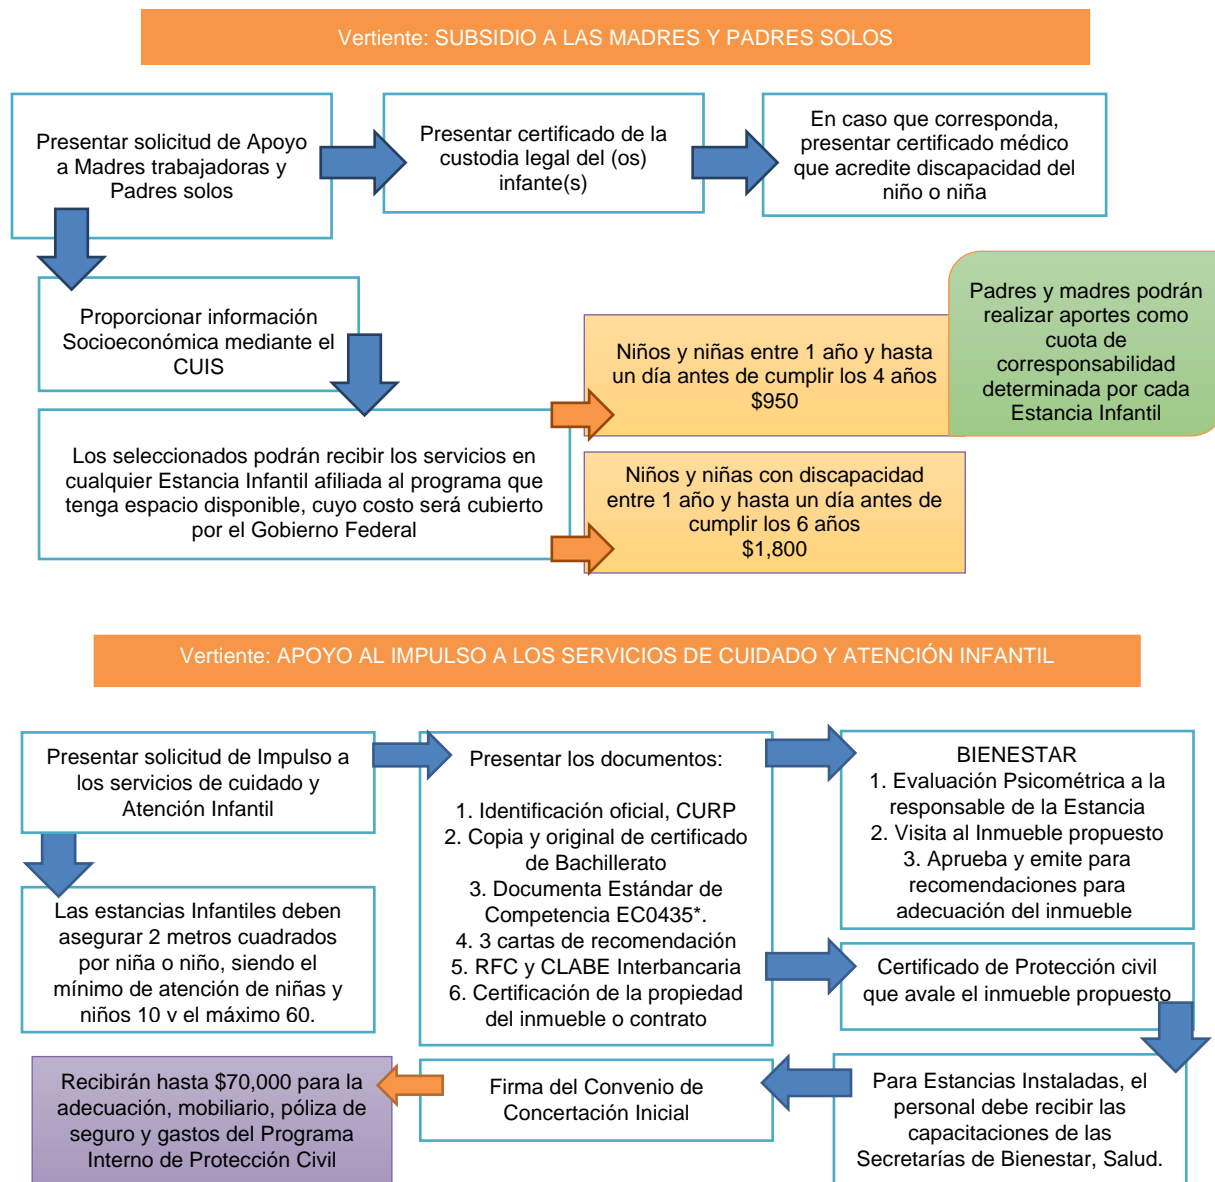 Vertiente: SUBSIDIO A LAS MADRES Y PADRES SOLOS
Presentar solicitud de Apoyo
a Madres trabajadoras y
Padres solos
Presentar certificado de la
custodia legal del (os)
infante(s)
En caso que corresponda,
presentar certificado médico
que acredite discapacidad del
niño o niña
Proporcionar información
Socioeconómica mediante el
CUIS
Los seleccionados podrán recibir los servicios en
cualquier Estancia Infantil afiliada al programa que
tenga espacio disponible, cuyo costo será cubierto
por el Gobierno Federal
Niños y niñas entre 1 año y hasta
un día antes de cumplir los 4 años
$950
Padres y madres podrán
realizar aportes como
cuota de
corresponsabilidad
determinada por cada
Estancia Infantil
Niños y niñas con discapacidad
entre 1 año y hasta un día antes de
cumplir los 6 años
$1,800
Vertiente: APOYO AL IMPULSO A LOS SERVICIOS DE CUIDADO Y ATENCIÓN INFANTIL
Presentar solicitud de Impulso a
los servicios de cuidado y
Atención Infantil
Las estancias Infantiles deben
asegurar 2 metros cuadrados
por niña o niño, siendo el
mínimo de atención de niñas y
niños 10 y el máximo 60.
Presentar los documentos:
1. Identificación oficial, CURP
2. Copia y original de certificado
de Bachillerato
3. Documenta Estándar de
Competencia EC0435*.
4. 3 cartas de recomendación
5. RFC y CLABE Interbancaria
6. Certificación de la propiedad
del inmueble o contrato
BIENESTAR
1. Evaluación Psicométrica a la
responsable de la Estancia
2. Visita al Inmueble propuesto
3. Aprueba y emite para
recomendaciones para
adecuación del inmueble
Certificado de Protección civil
que avale el inmueble propuesto
Para Estancias Instaladas, el
personal debe recibir las
capacitaciones de las
Secretarías de Bienestar, Salud.
Firma del Convenio de
Concertación Inicial
Recibirán hasta $70,000 para la
adecuación, mobiliario, póliza de
seguro y gastos del Programa
Interno de Protección Civil